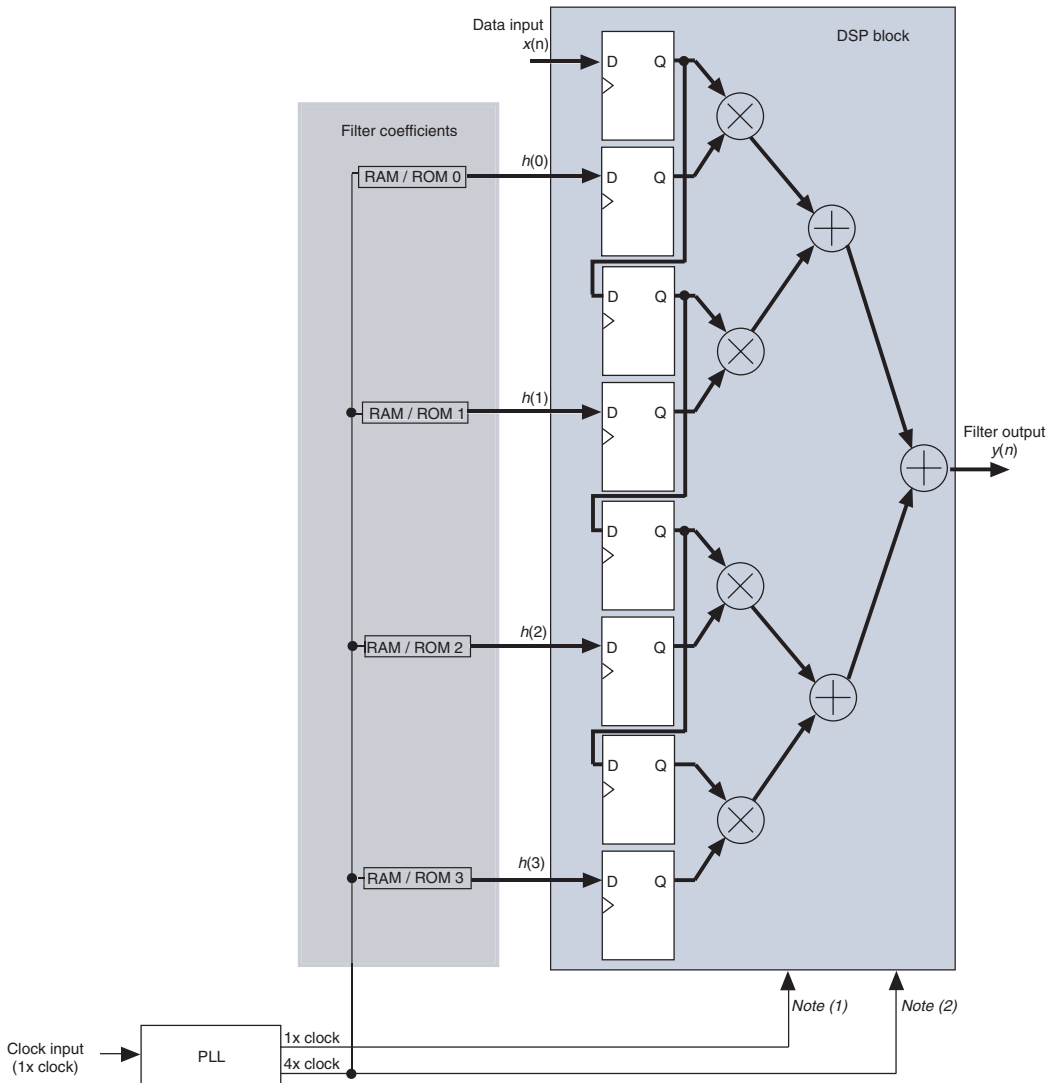 Data input
x(n)
DSP block
D Q
Filter coefficients
RAM / ROM 0
h(0)
D Q
D Q
RAM / ROM 1
h(1)
D Q
Filter output
y(n)
D Q
RAM / ROM 2
h(2)
D Q
D Q
RAM / ROM 3
h(3)
D Q
Note (1)
Note (2)
Clock input
(1x clock)
PLL
1x clock
4x clock